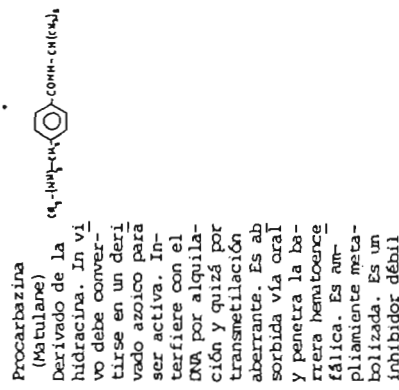 Procarbazina
(Matulane)
Derivado de la
hidracina. In vi
vo debe conver-
tirse en un deri
vado azoico para
ser activa. In-
terfiere con el
DNA por alquila-
ción y quizá por
transmetilación
aberrante. Es ab
sorbida vía oral
y penetra la ba-
rrera hematoence
fálica. Es am-
pliamiente meta-
bolizada. Es un
inhibidor débil
CH3-(NH)2-CH2 -CONH-CH(CH3)2